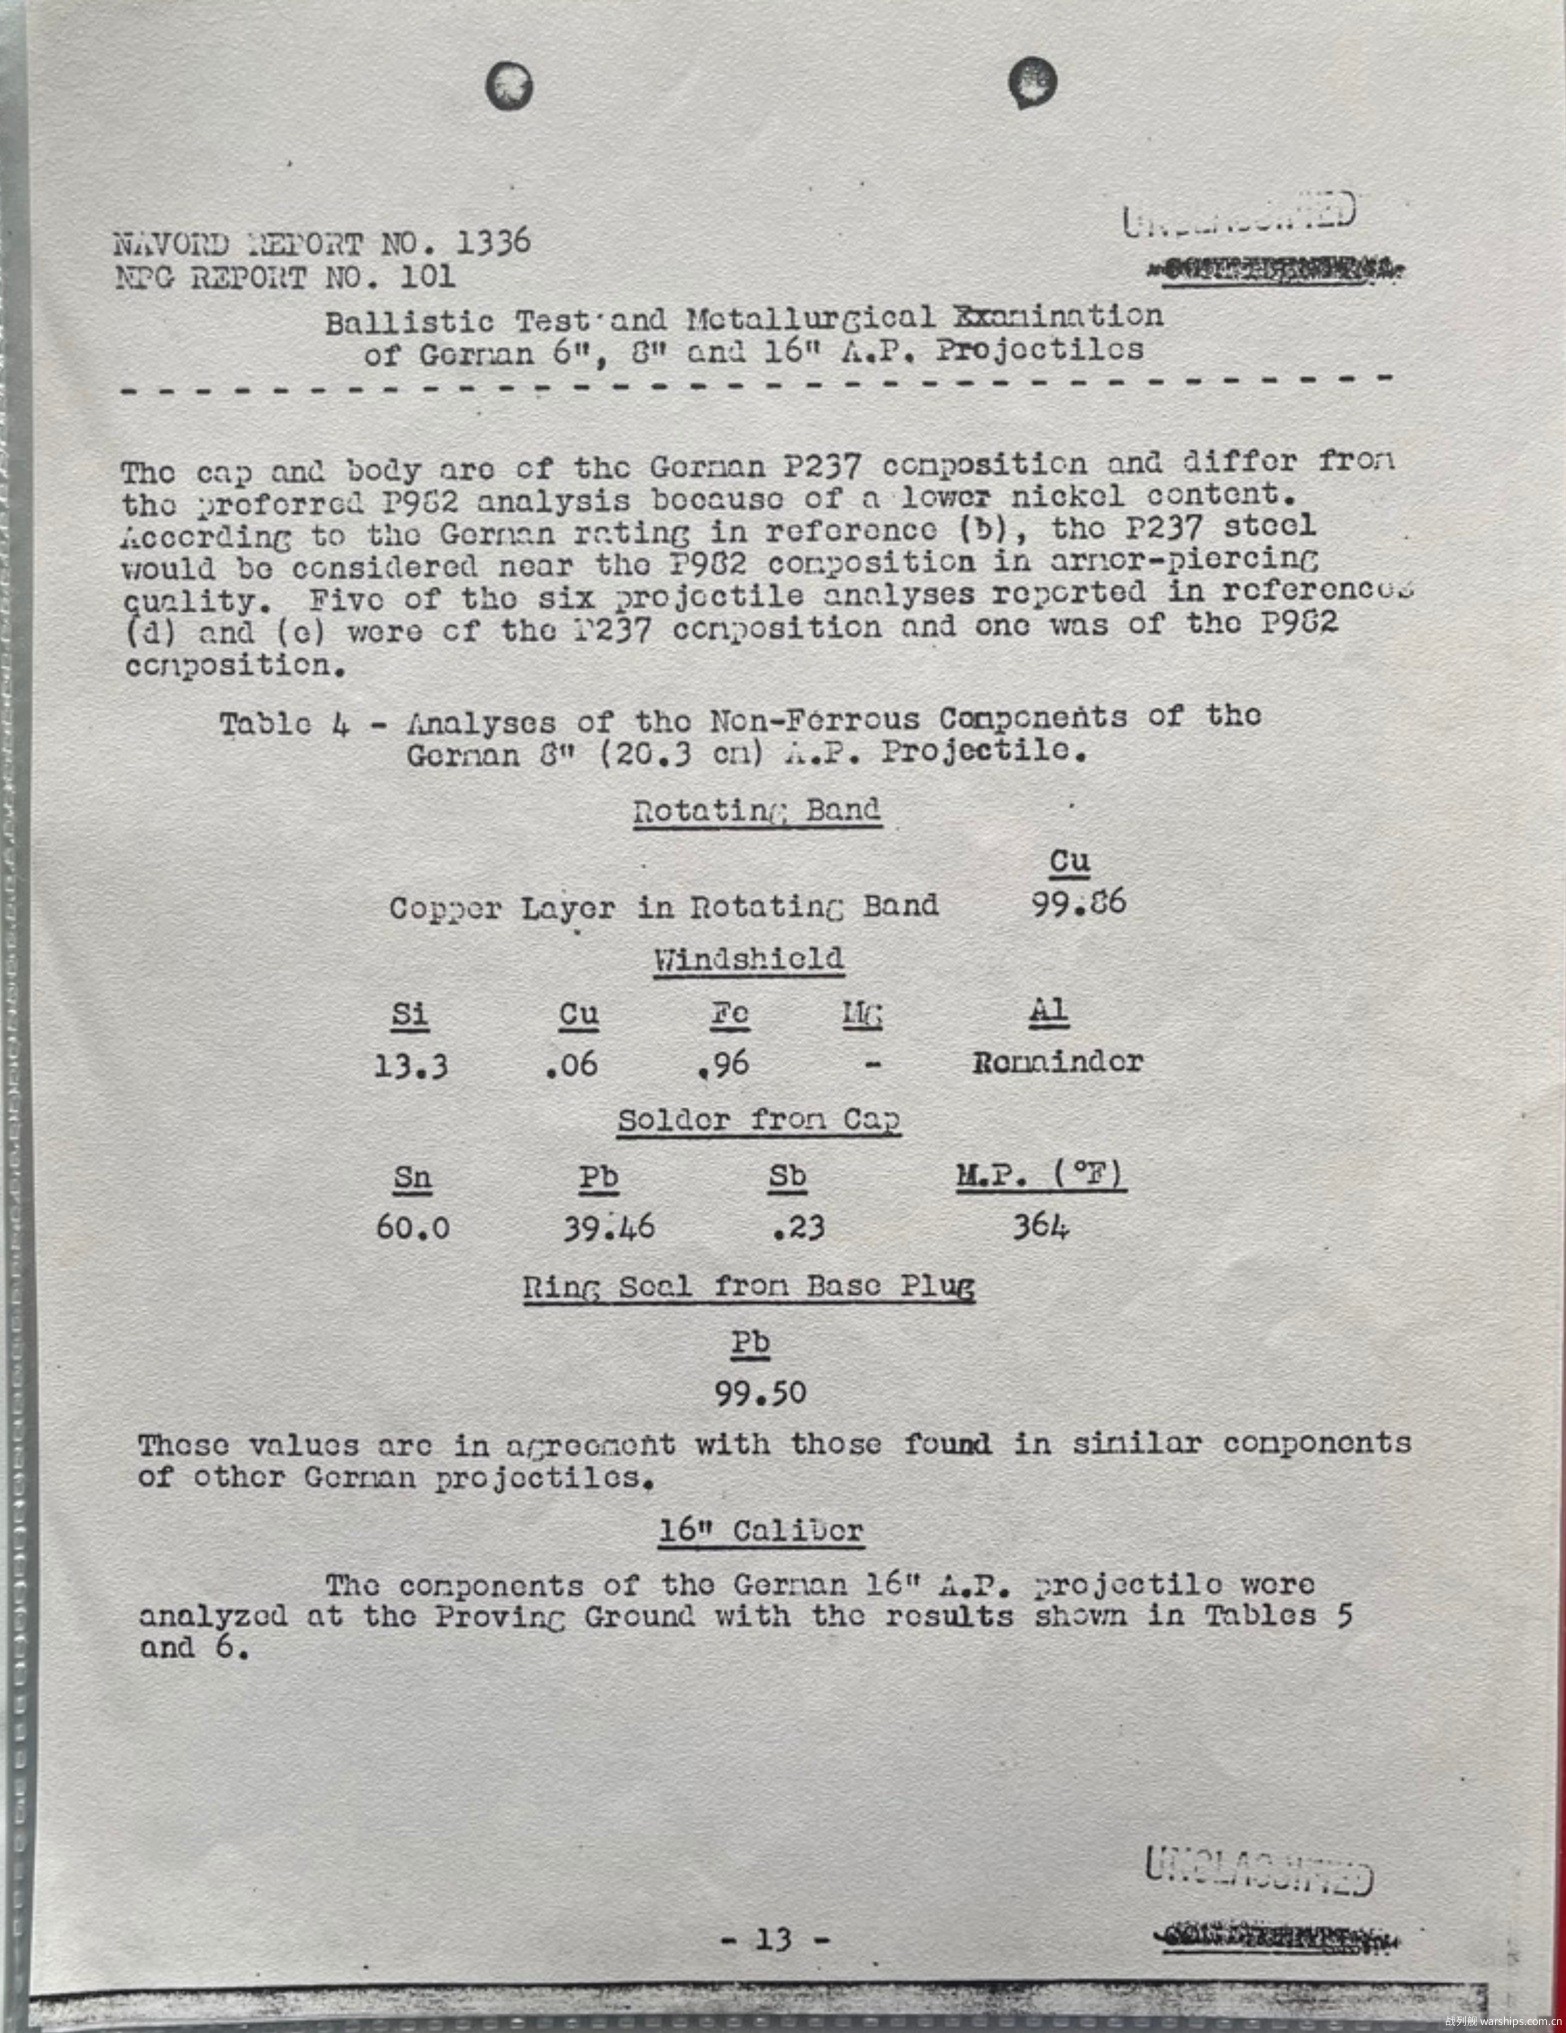 UNCLASSIFIED
NAVORD REPORT NO. 1336
NPG REPORT NO. 101
Ballistic Test and Metallurgical Examination
of German 6", 8" and 16" A.P. Projectiles
- - - - - - - - - - - - - - - - - - - - - - - - - - - - - - - - - -
The cap and body are of the German P237 composition and differ from
the preferred P982 analysis because of a lower nickel content.
According to the German rating in reference (b), the P237 steel
would be considered near the P982 composition in armor-piercing
quality. Five of the six projectile analyses reported in references
(d) and (e) were of the P237 composition and one was of the P982
composition.
Table 4 - Analyses of the Non-Ferrous Components of the
German 8" (20.3 cm) A.P. Projectile.
Rotating Band
Cu
Copper Layer in Rotating Band 99.86
Windshield
Si Cu Fe Mg Al
13.3 .06 .96 - Remainder
Solder from Cap
Sn Pb Sb M.P. (°F)
60.0 39.46 .23 364
Ring Seal from Base Plug
Pb
99.50
These values are in agreement with those found in similar components
of other German projectiles.
16" Caliber
The components of the German 16" A.P. projectile were
analyzed at the Proving Ground with the results shown in Tables 5
and 6.
UNCLASSIFIED
- 13 -
战列舰 warships.com.cn